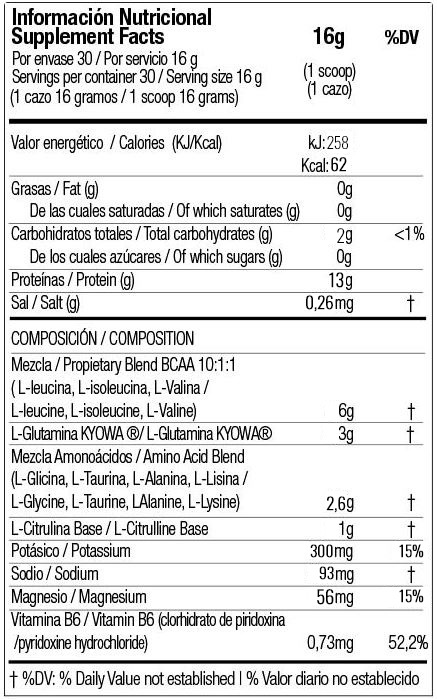 Información Nutricional
Supplement Facts 16g %DV
Por envase 30 / Por servicio 16 g
Servings per container 30 / Serving size 16 g (1 scoop)
(1 cazo 16 gramos / 1 scoop 16 grams) (1 cazo)
Valor energético / Calories (KJ/Kcal) kJ:258
Kcal:62
Grasas / Fat (g) 0g
De las cuales saturadas / Of which saturates (g) 0g
Carbohidratos totales / Total carbohydrates (g) 2g <1%
De los cuales azúcares / Of which sugars (g) 0g
Proteínas / Protein (g) 13g
Sal / Salt (g) 0,26mg †
COMPOSICIÓN / COMPOSITION
Mezcla / Propietary Blend BCAA 10:1:1
( L-leucina, L-isoleucina, L-Valina /
L-leucine, L-isoleucine, L-Valine) 6g †
L-Glutamina KYOWA ®/ L-Glutamina KYOWA® 3g †
Mezcla Amonoácidos / Amino Acid Blend
(L-Glicina, L-Taurina, L-Alanina, L-Lisina /
L-Glycine, L-Taurine, LAlanine, L-Lysine) 2,6g †
L-Citrulina Base / L-Citrulline Base 1g †
Potásico / Potassium 300mg 15%
Sodio / Sodium 93mg †
Magnesio / Magnesium 56mg 15%
Vitamina B6 / Vitamin B6 (clorhidrato de piridoxina
/pyridoxine hydrochloride) 0,73mg 52,2%
† %DV: % Daily Value not established | % Valor diario no establecido